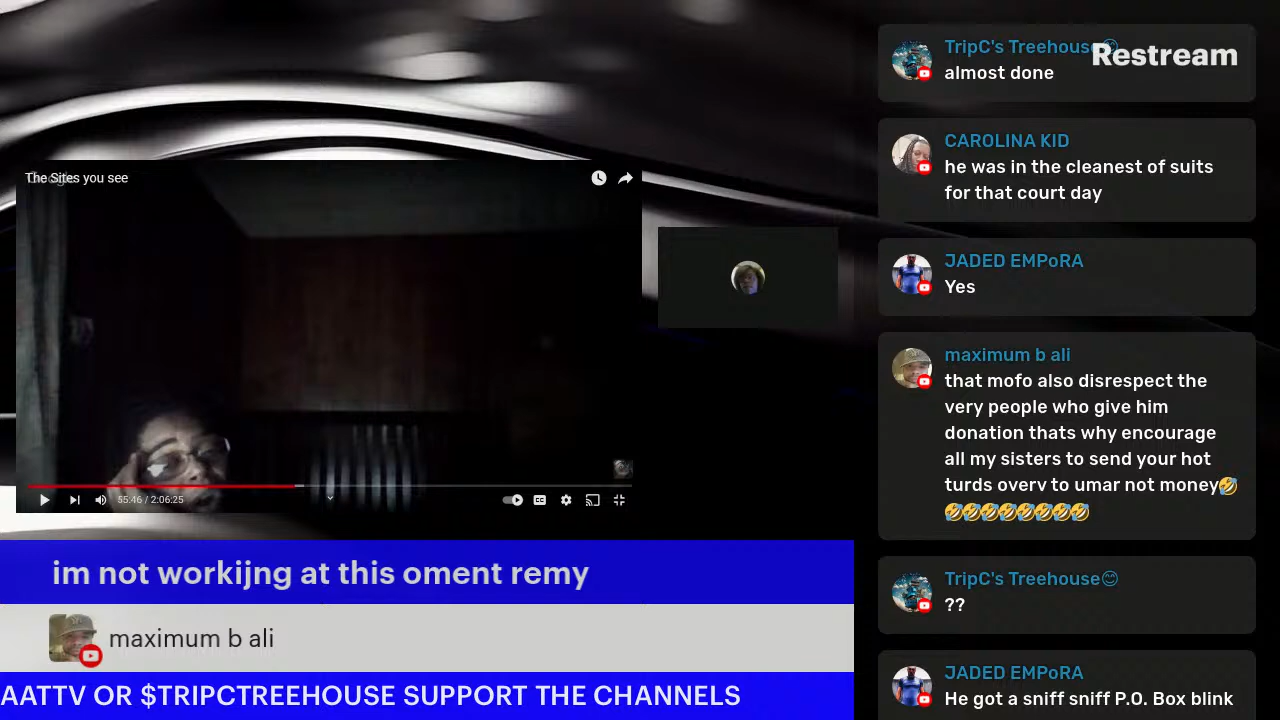 TripC's Treehouse
Restream
almost done
CAROLINA KID
he was in the cleanest of suits
for that court day
JADED EMPoRA
Yes
maximum b ali
that mofo also disrespect the
very people who give him
donation thats why encourage
all my sisters to send your hot
turds overv to umar not money🤣
🤣🤣🤣🤣🤣🤣🤣🤣
TripC's Treehouse😊
??
JADED EMPoRA
He got a sniff sniff P.O. Box blink
The Sites you see
55:46 / 2:06:25
CC
im not workijng at this oment remy
maximum b ali
AATTV OR $TRIPCTREEHOUSE SUPPORT THE CHANNELS